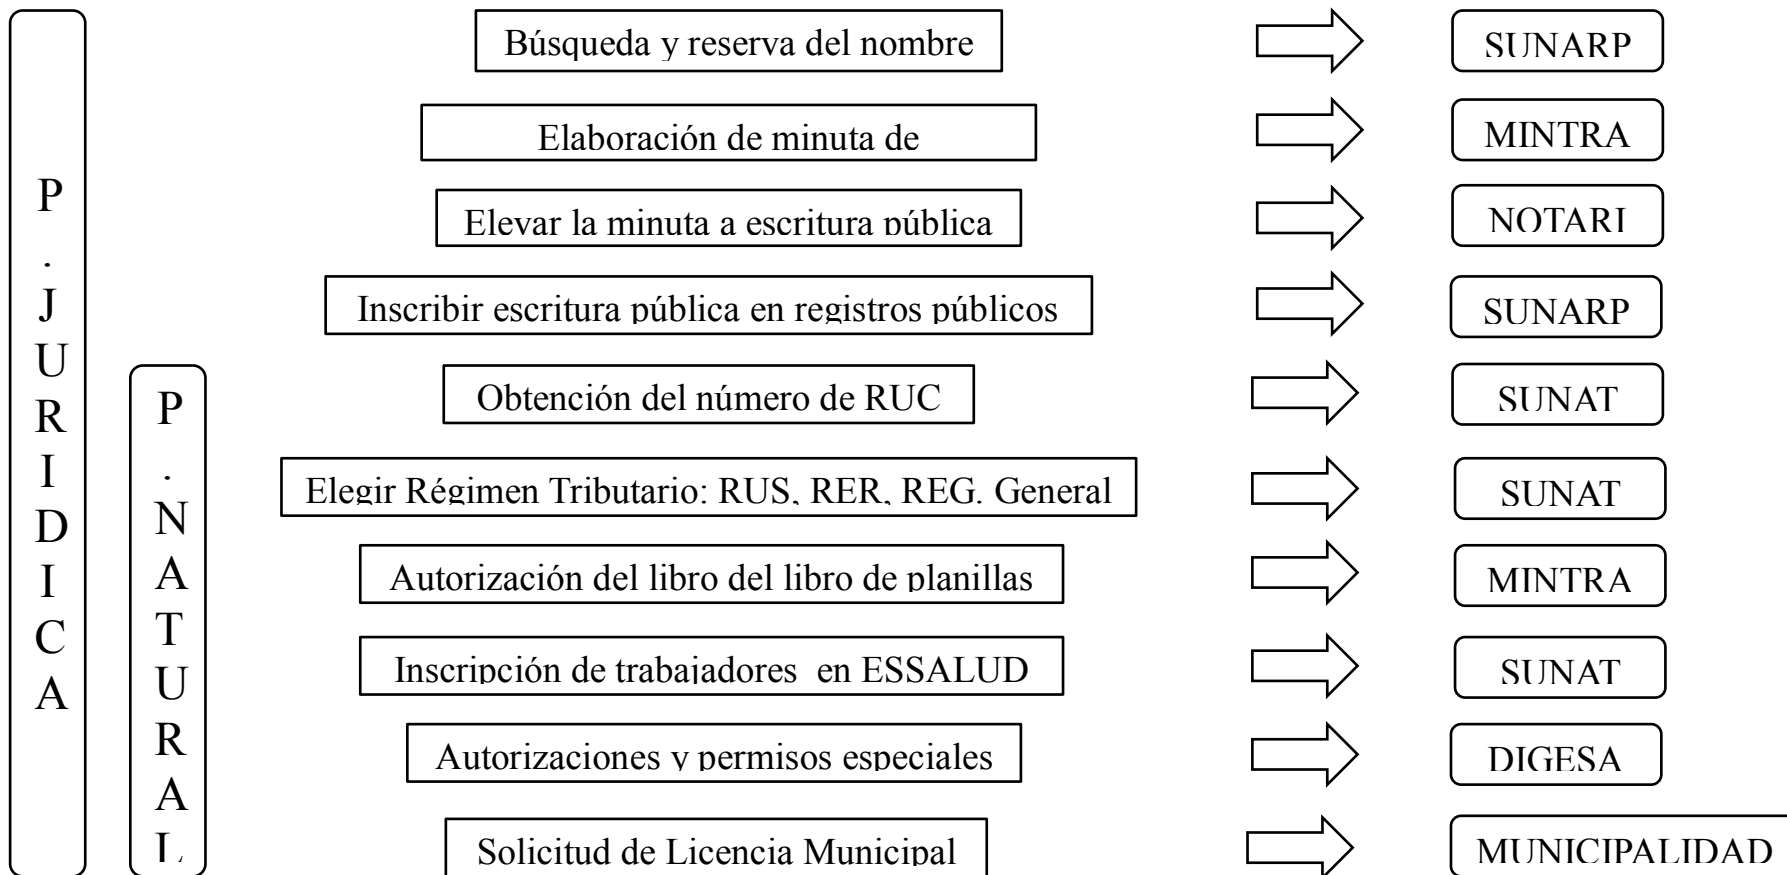 P.JURIDICA
P.NATURAL
Búsqueda y reserva del nombre
SUNARP
Elaboración de minuta de
MINTRA
Elevar la minuta a escritura pública
NOTARI
Inscribir escritura pública en registros públicos
SUNARP
Obtención del número de RUC
SUNAT
Elegir Régimen Tributario: RUS, RER, REG. General
SUNAT
Autorización del libro del libro de planillas
MINTRA
Inscripción de trabajadores en ESSALUD
SUNAT
Autorizaciones y permisos especiales
DIGESA
Solicitud de Licencia Municipal
MUNICIPALIDAD